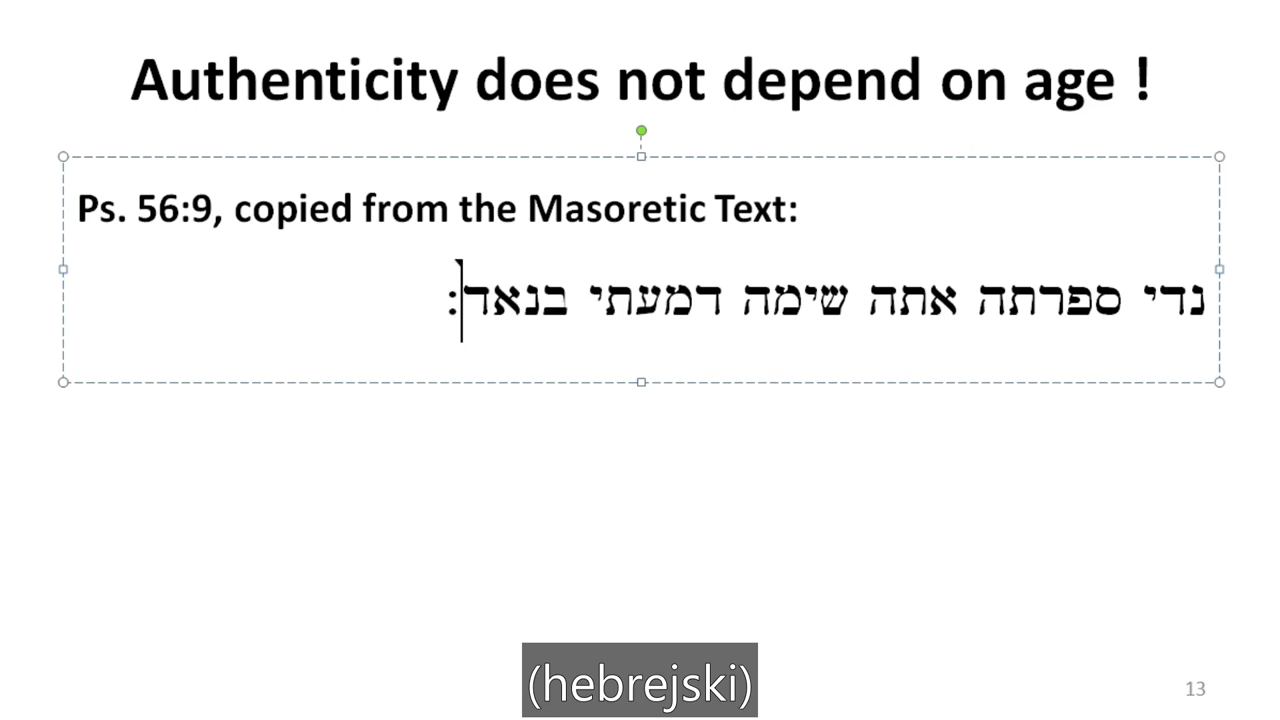 Authenticity does not depend on age !
Ps. 56:9, copied from the Masoretic Text:
נדי ספרתה אתה שימה דמעתי בנאד:
(hebrejski)
13